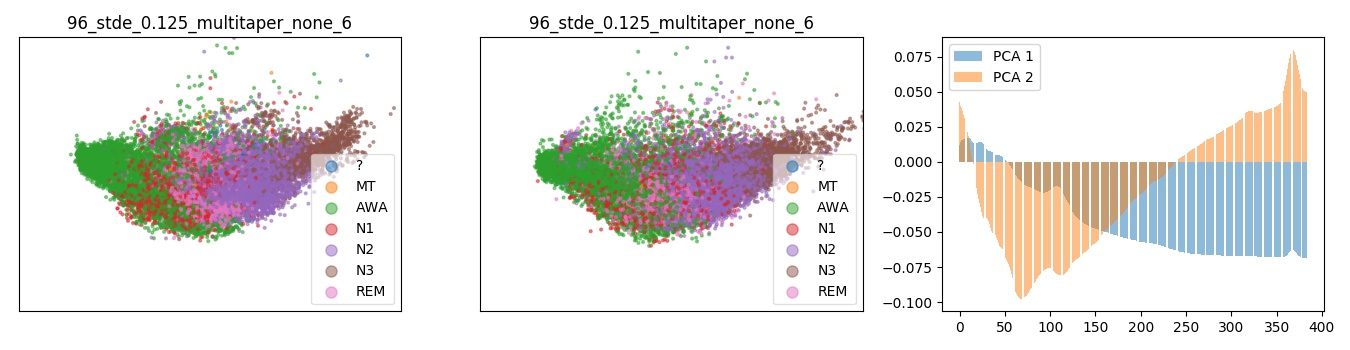 96_stde_0.125_multitaper_none_6
?
MT
AWA
N1
N2
N3
REM
96_stde_0.125_multitaper_none_6
?
MT
AWA
N1
N2
N3
REM
PCA 1
PCA 2
0.075
0.050
0.025
0.000
−0.025
−0.050
−0.075
−0.100
0 50 100 150 200 250 300 350 400